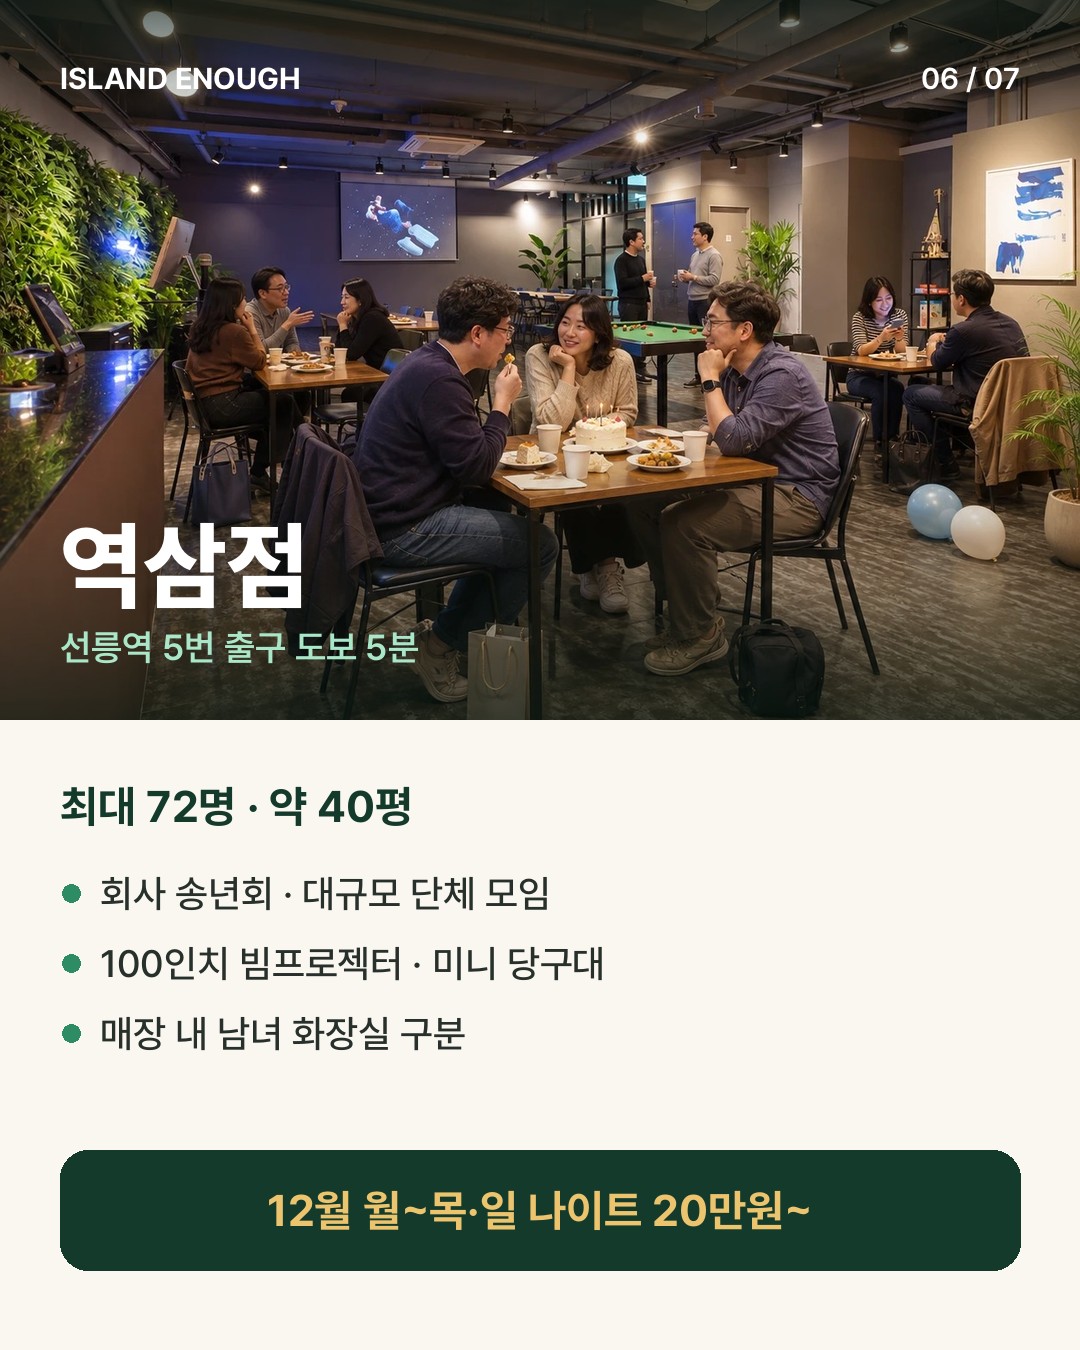 ISLAND ENOUGH
06 / 07
역삼점
선릉역 5번 출구 도보 5분
최대 72명 · 약 40평
회사 송년회 · 대규모 단체 모임
100인치 빔프로젝터 · 미니 당구대
매장 내 남녀 화장실 구분
12월 월~목·일 나이트 20만원~